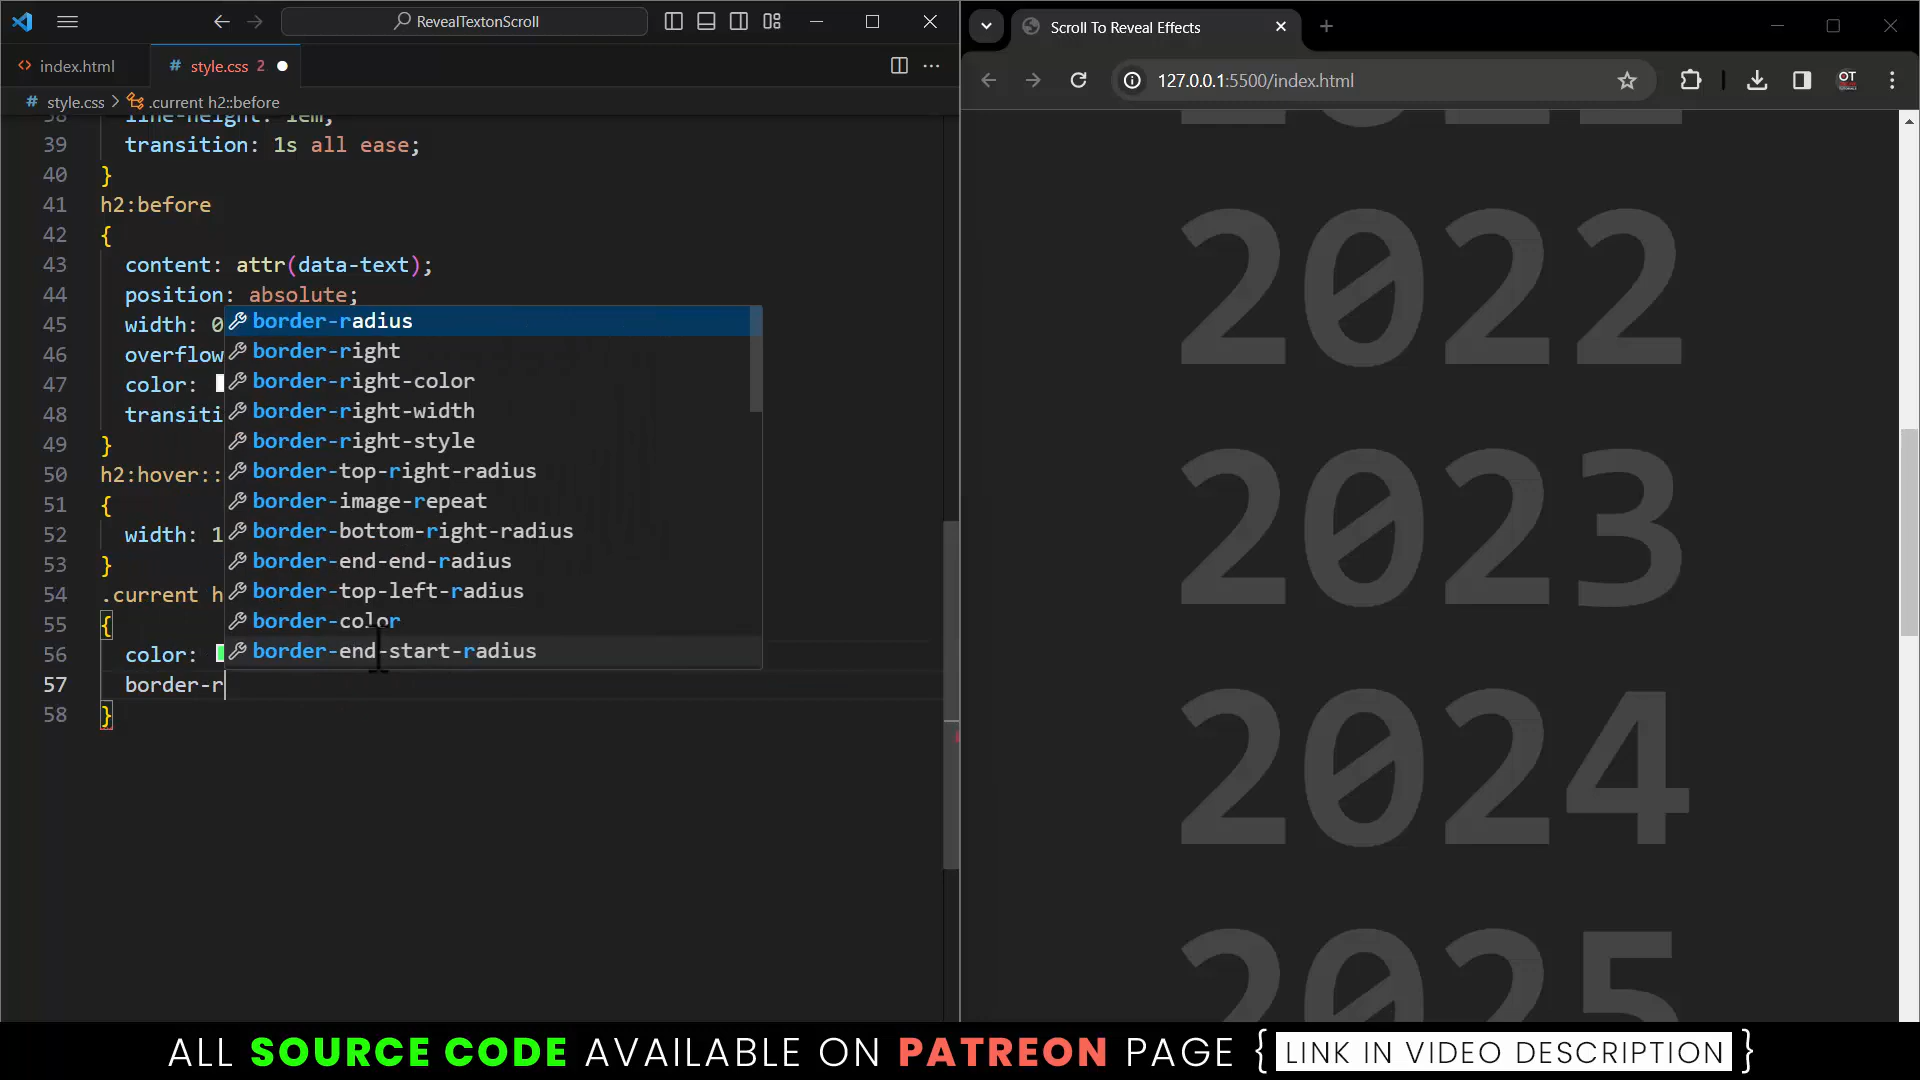 RevealTextonScroll
index.html
style.css 2
style.css > .current h2::before
38 line-height: 1em;
39 transition: 1s all ease;
40 }
41 h2:before
42 {
43 content: attr(data-text);
44 position: absolute;
45 width: 0
46 overflow
47 color:
48 transiti
49 }
50 h2:hover::
51 {
52 width: 1
53 }
54 .current h
55 {
56 color:
57 border-r
58 }
border-radius
border-right
border-right-color
border-right-width
border-right-style
border-top-right-radius
border-image-repeat
border-bottom-right-radius
border-end-end-radius
border-top-left-radius
border-color
border-end-start-radius
Scroll To Reveal Effects
127.0.0.1:5500/index.html
OT
2022
2023
2024
2025
ALL SOURCE CODE AVAILABLE ON PATREON PAGE { LINK IN VIDEO DESCRIPTION }